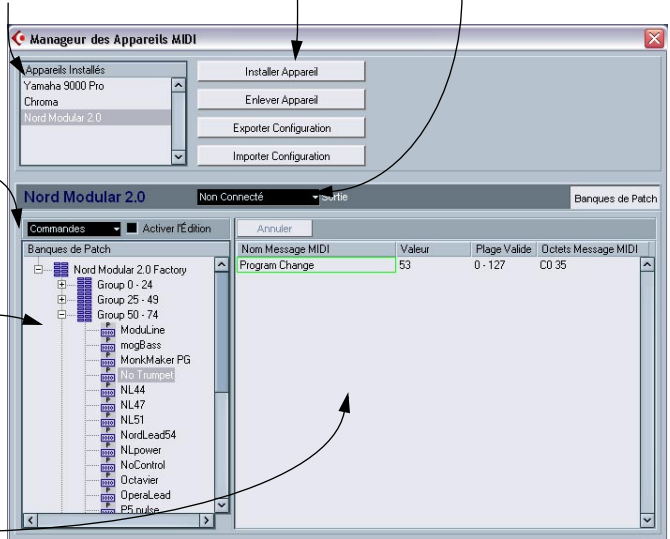 Manageur des Appareils MIDI
Appareils Installés
Yamaha 9000 Pro
Chroma
Nord Modular 2.0
Installer Appareil
Enlever Appareil
Exporter Configuration
Importer Configuration
Nord Modular 2.0
Non Connecté
Sortie
Banques de Patch
Commandes
Activer l'Édition
Annuler
Banques de Patch
Nom Message MIDI
Valeur
Plage Valide
Octets Message MIDI
Program Change
53
0 - 127
C0 35
Nord Modular 2.0 Factory
Group 0 - 24
Group 25 - 49
Group 50 - 74
ModuLine
mogBass
MonkMaker PG
No Trumpet
NL44
NL47
NL51
NordLead54
NLpower
NoControl
Octavier
OperaLead
P5 pulse